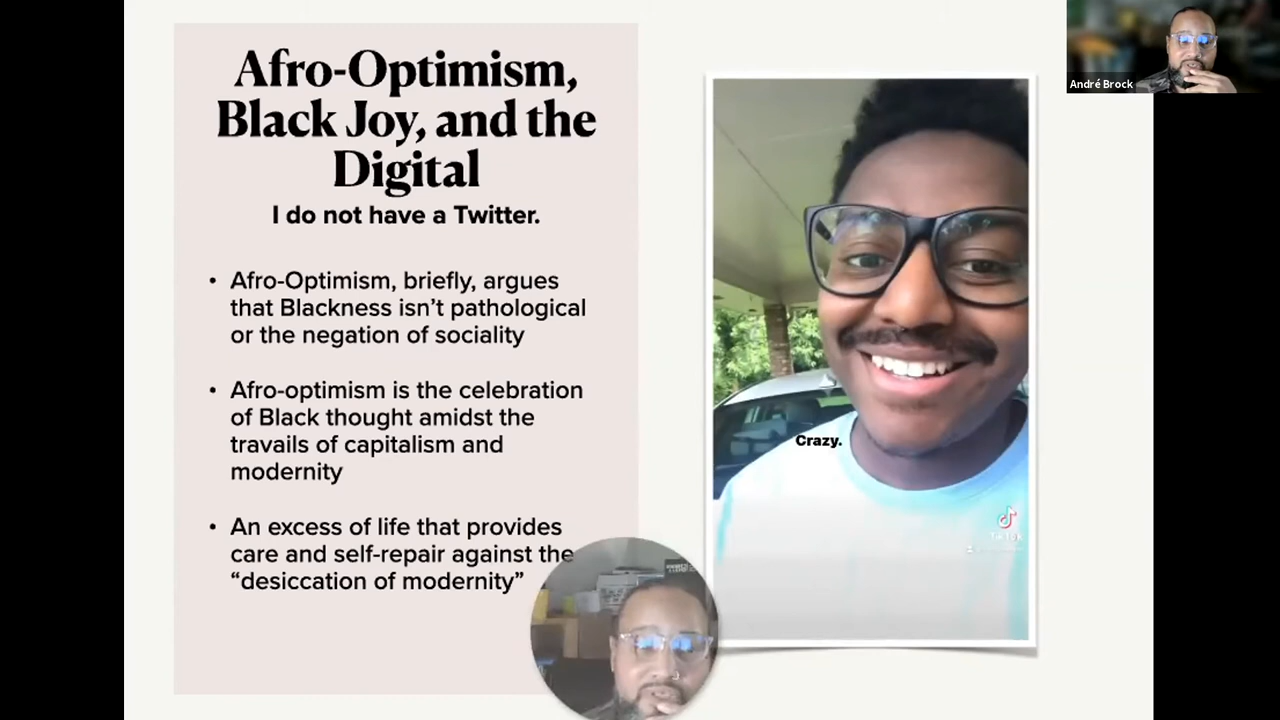 Afro-Optimism,
Black Joy, and the
Digital
I do not have a Twitter.
• Afro-Optimism, briefly, argues
that Blackness isn’t pathological
or the negation of sociality
• Afro-optimism is the celebration
of Black thought amidst the
travails of capitalism and
modernity
• An excess of life that provides
care and self-repair against the
“desiccation of modernity”
Crazy.
TikTok
André Brock